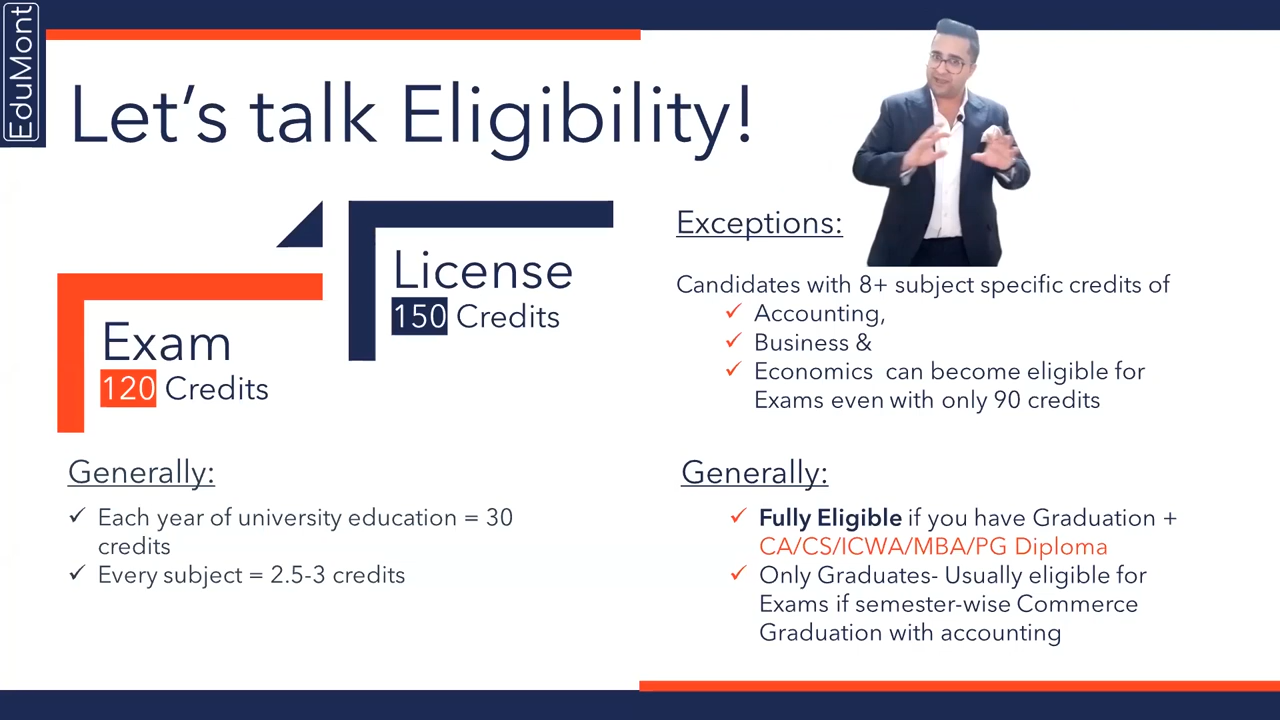 EduMont
Let's talk Eligibility!
License
150 Credits
Exam
120 Credits
Generally:
✓ Each year of university education = 30
credits
✓ Every subject = 2.5-3 credits
Exceptions:
Candidates with 8+ subject specific credits of
✓ Accounting,
✓ Business &
✓ Economics can become eligible for
Exams even with only 90 credits
Generally:
✓ Fully Eligible if you have Graduation +
CA/CS/ICWA/MBA/PG Diploma
✓ Only Graduates- Usually eligible for
Exams if semester-wise Commerce
Graduation with accounting